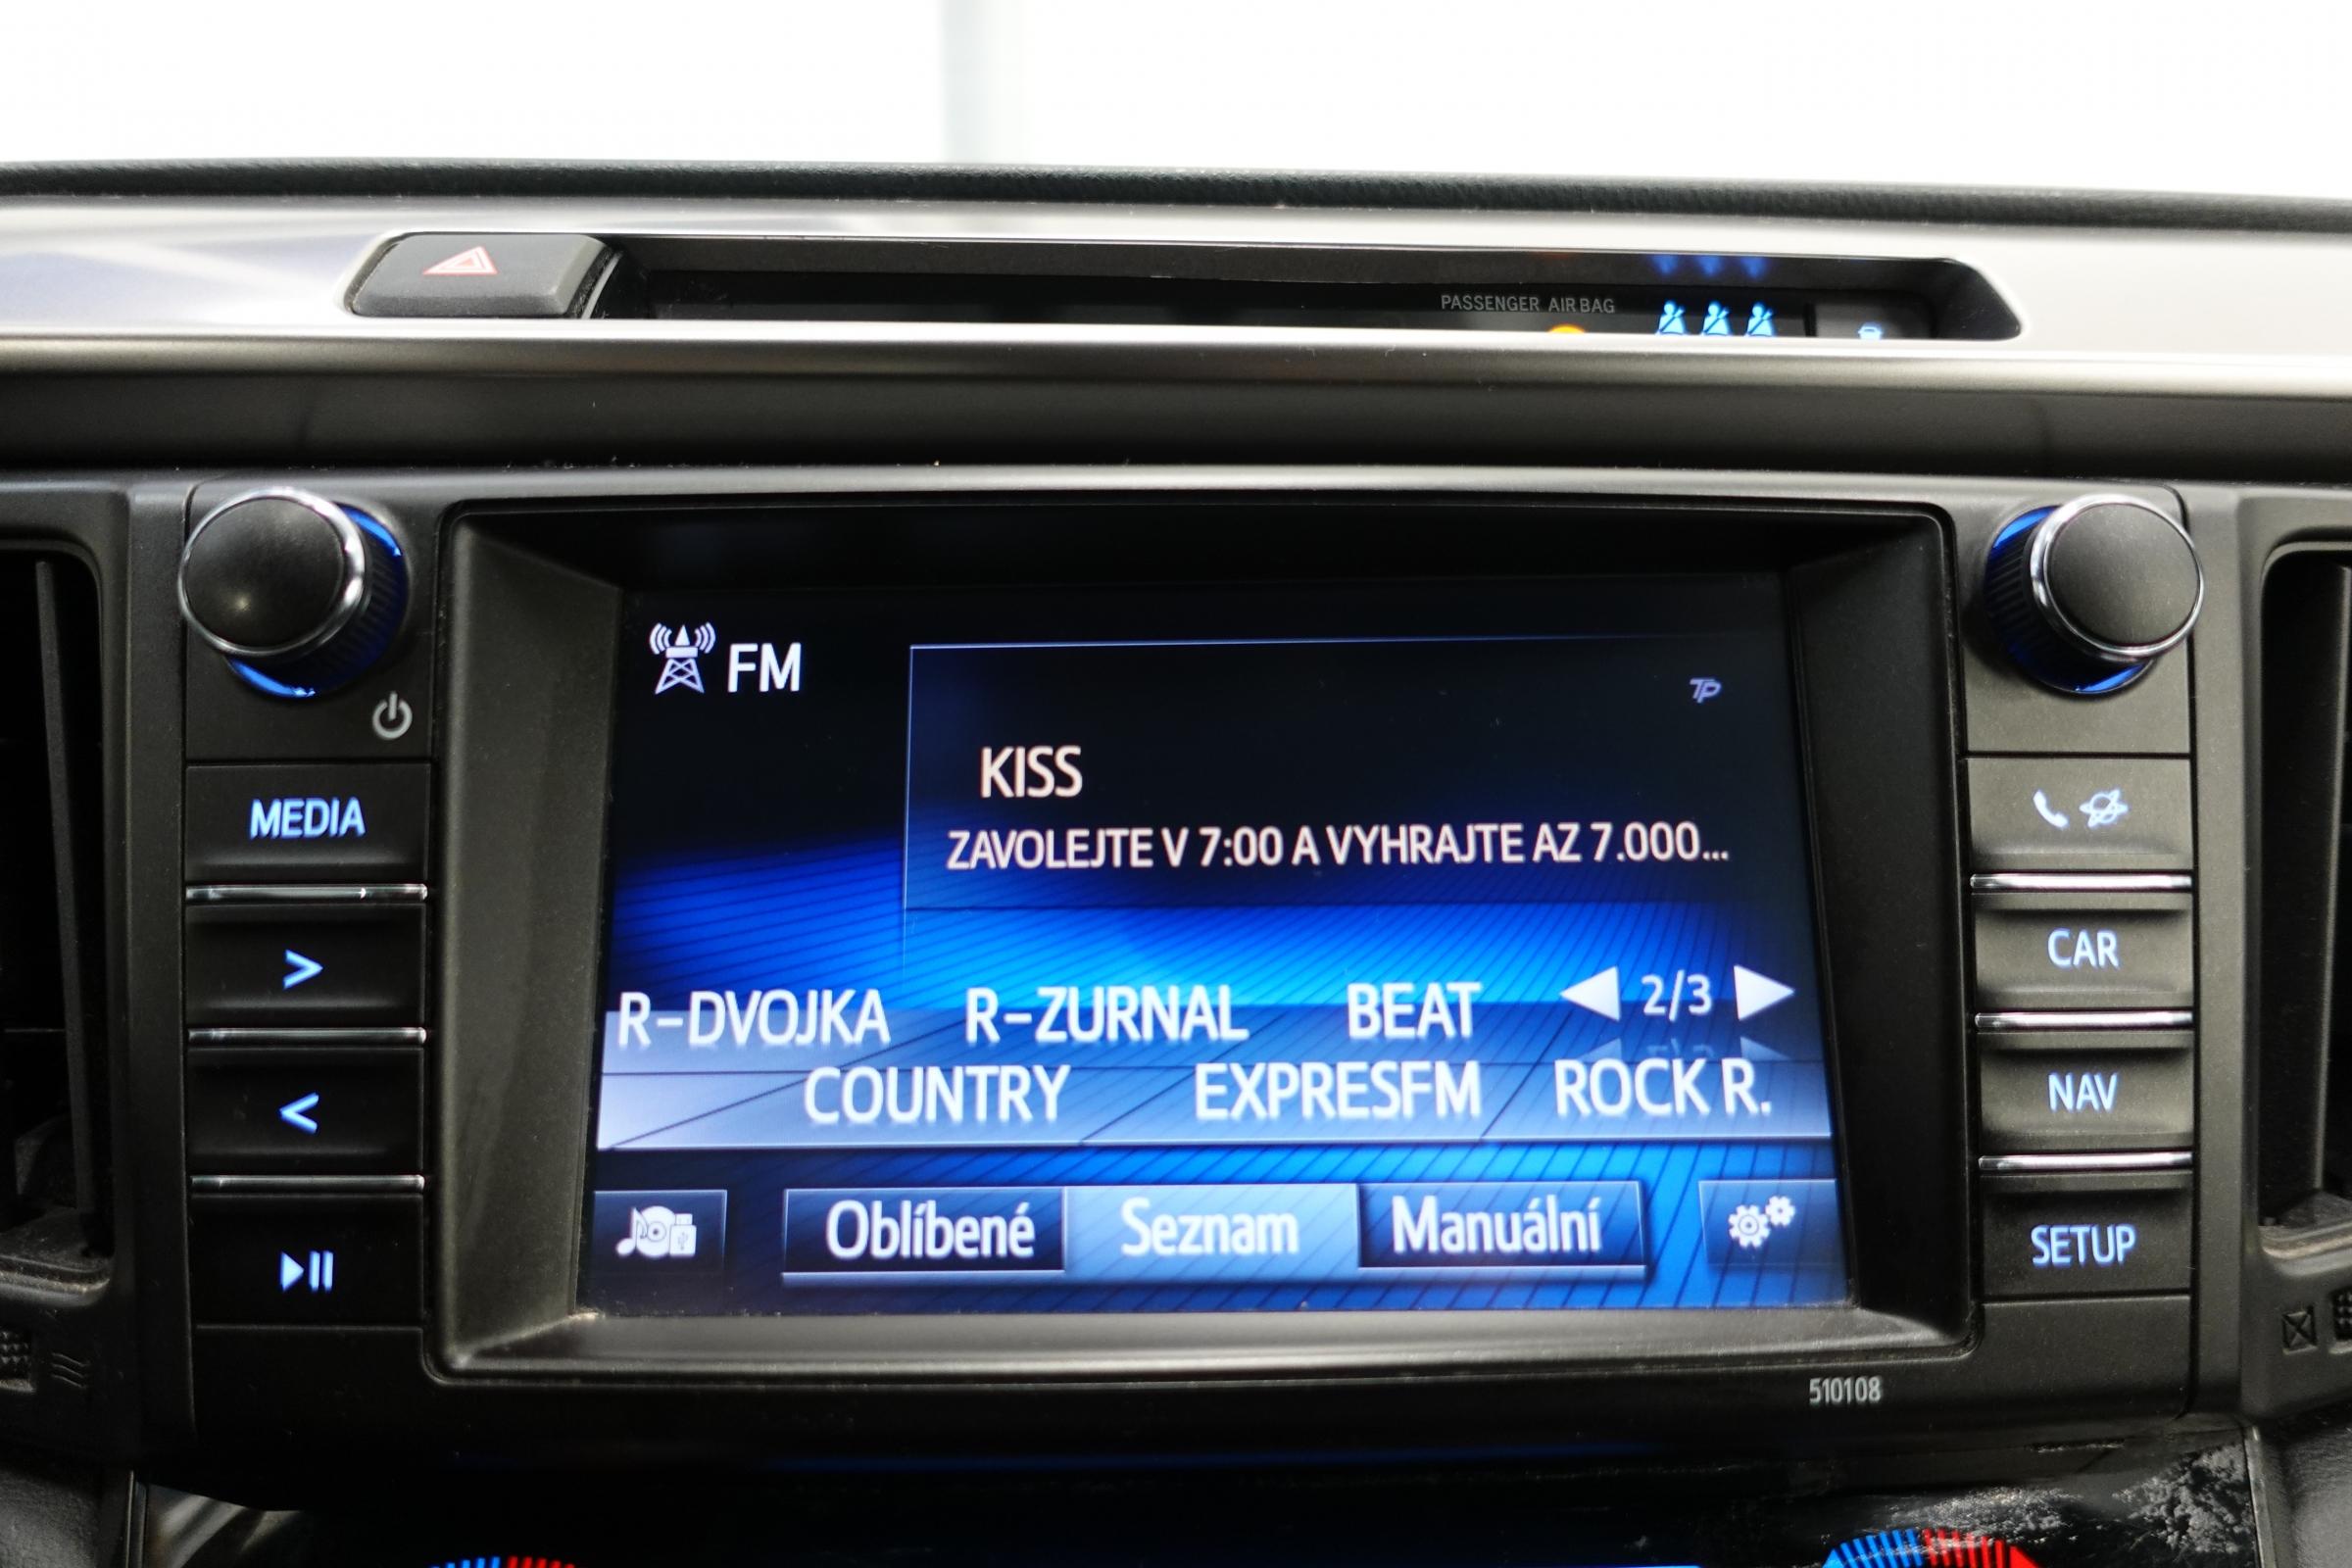 PASSENGER AIR BAG
FM
TP
KISS
ZAVOLEJTE V 7:00 A VYHRAJTE AZ 7.000...
R-DVOJKA R-ZURNAL BEAT 2/3
COUNTRY EXPRESFM ROCK R.
Oblíbené Seznam Manuální
MEDIA
>
<
CAR
NAV
SETUP
510108